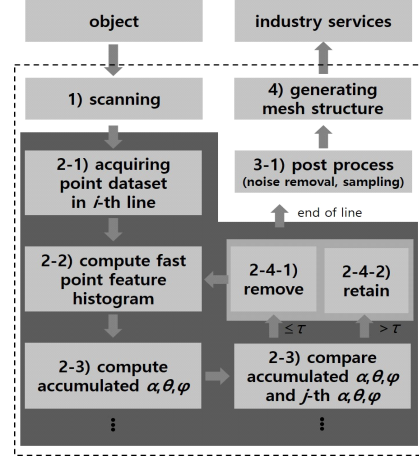 object
industry services
1) scanning
4) generating
mesh structure
2-1) acquiring
point dataset
in i-th line
3-1) post process
(noise removal, sampling)
end of line
2-2) compute fast
point feature
histogram
2-4-1)
remove
2-4-2)
retain
≤ τ
> τ
2-3) compute
accumulated α,θ,φ
2-3) compare
accumulated α,θ,φ
and j-th α,θ,φ